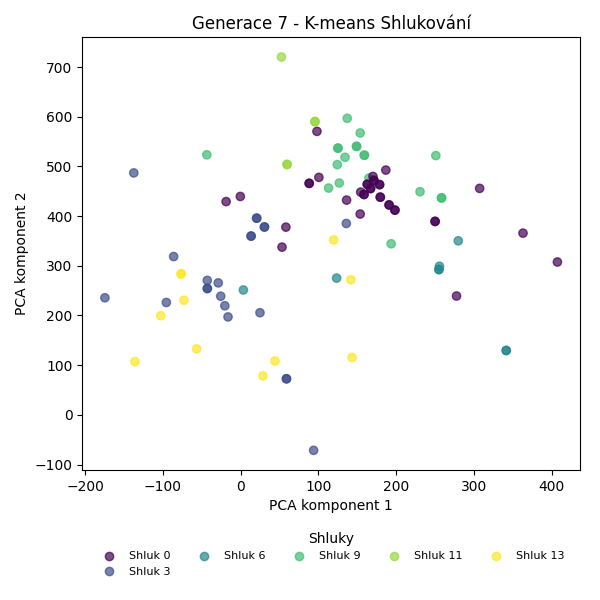 Generace 7 - K-means Shlukování
700
600
500
400
300
200
100
0
−100
PCA komponent 2
−200
−100
0
100
200
300
400
PCA komponent 1
Shluky
Shluk 0
Shluk 6
Shluk 9
Shluk 11
Shluk 13
Shluk 3